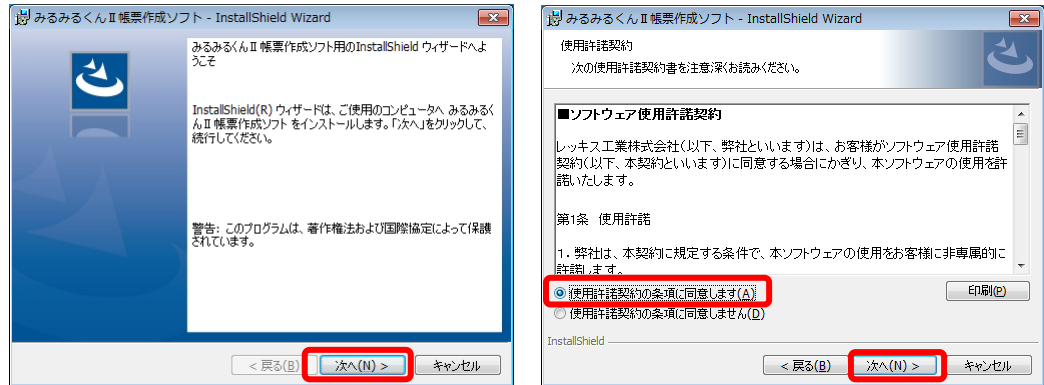 みるみるくんⅡ帳票作成ソフト - InstallShield Wizard
みるみるくんⅡ 帳票作成ソフト用のInstallShield ウィザードへよ
うこそ
InstallShield(R) ウィザードは、ご使用のコンピュータへ みるみるく
んⅡ帳票作成ソフト をインストールします。「次へ」をクリックして、
続行してください。
警告: このプログラムは、著作権法および国際協定によって保護
されています。
< 戻る(B)
次へ(N) >
キャンセル
みるみるくんⅡ帳票作成ソフト - InstallShield Wizard
使用許諾契約
次の使用許諾契約書を注意深くお読みください。
■ソフトウェア使用許諾契約
レッキス工業株式会社(以下、弊社といいます)は、お客様がソフトウェア使用許諾
契約(以下、本契約といいます)に同意する場合にかぎり、本ソフトウェアの使用を許
諾いたします。
第1条 使用許諾
1．弊社は、本契約に規定する条件で、本ソフトウェアの使用をお客様に非専属的に
許諾します。
使用許諾契約の条項に同意します(A)
印刷(P)
使用許諾契約の条項に同意しません(D)
InstallShield
< 戻る(B)
次へ(N) >
キャンセル